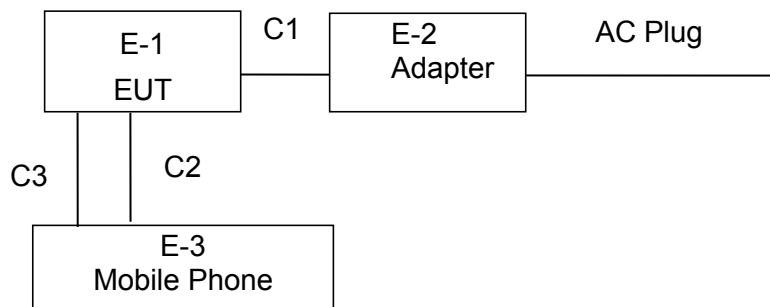 E-1
EUT
C1
E-2
Adapter
AC Plug
C3
C2
E-3
Mobile Phone